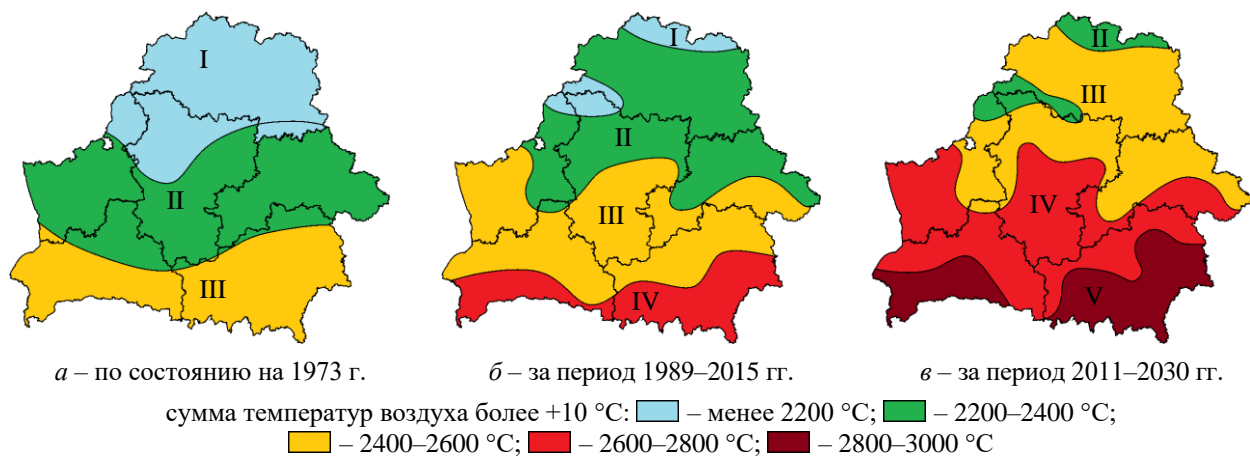 I
II
III
I
II
III
IV
II
III
IV
V
а – по состоянию на 1973 г.
б – за период 1989–2015 гг.
в – за период 2011–2030 гг.
сумма температур воздуха более +10 °C: – менее 2200 °C; – 2200–2400 °C;
– 2400–2600 °C; – 2600–2800 °C; – 2800–3000 °C